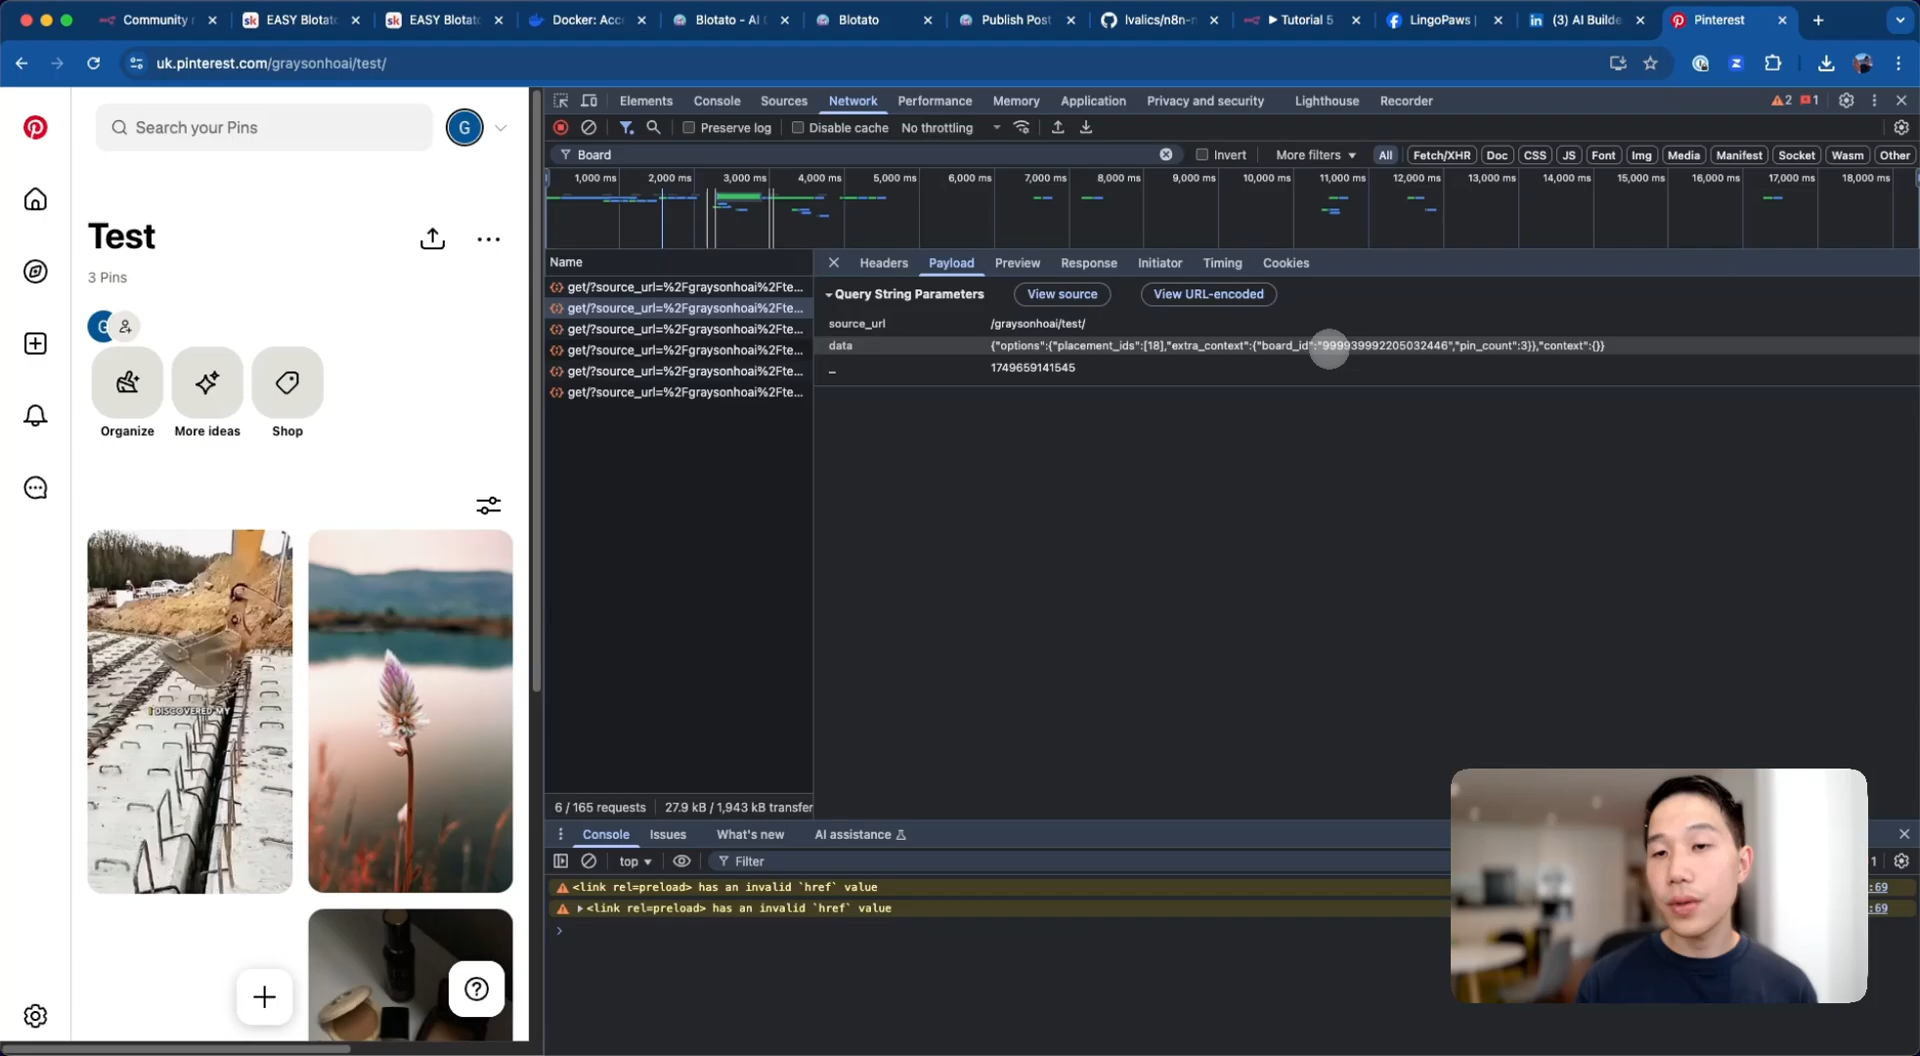 Community
EASY Blotato
EASY Blotato
Docker: Acc
Blotato - AI
Blotato
Publish Post
lvalics/n8n-n
▶ Tutorial 5
LingoPaws |
(3) AI Builde
Pinterest
uk.pinterest.com/graysonhoai/test/
Search your Pins
G
Test
3 Pins
G
Organize
More ideas
Shop
I DISCOVERED MY
Elements Console Sources Network Performance Memory Application Privacy and security Lighthouse Recorder
2 1
Preserve log Disable cache No throttling
Board
Invert More filters All Fetch/XHR Doc CSS JS Font Img Media Manifest Socket Wasm Other
1,000 ms 2,000 ms 3,000 ms 4,000 ms 5,000 ms 6,000 ms 7,000 ms 8,000 ms 9,000 ms 10,000 ms 11,000 ms 12,000 ms 13,000 ms 14,000 ms 15,000 ms 16,000 ms 17,000 ms 18,000 ms
Name
get/?source_url=%2Fgraysonhoai%2Fte...
get/?source_url=%2Fgraysonhoai%2Fte...
get/?source_url=%2Fgraysonhoai%2Fte...
get/?source_url=%2Fgraysonhoai%2Fte...
get/?source_url=%2Fgraysonhoai%2Fte...
get/?source_url=%2Fgraysonhoai%2Fte...
Headers Payload Preview Response Initiator Timing Cookies
Query String Parameters View source View URL-encoded
source_url /graysonhoai/test/
data {"options":{"placement_ids":[18],"extra_context":{"board_id":"999939992205032446","pin_count":3}},"context":{}}
_ 1749659141545
6 / 165 requests 27.9 kB / 1,943 kB transfer
Console Issues What's new AI assistance
top Filter
1
<link rel=preload> has an invalid `href` value
:69
<link rel=preload> has an invalid `href` value
:69